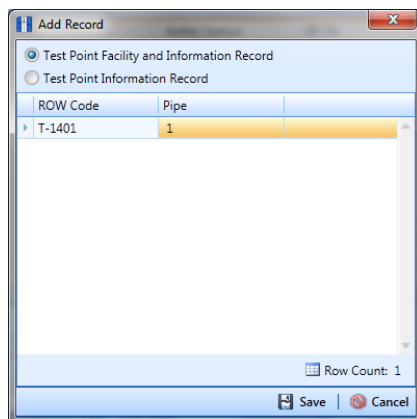 Add Record
Test Point Facility and Information Record
Test Point Information Record
ROW Code Pipe
T-1401 1
Row Count: 1
Save Cancel